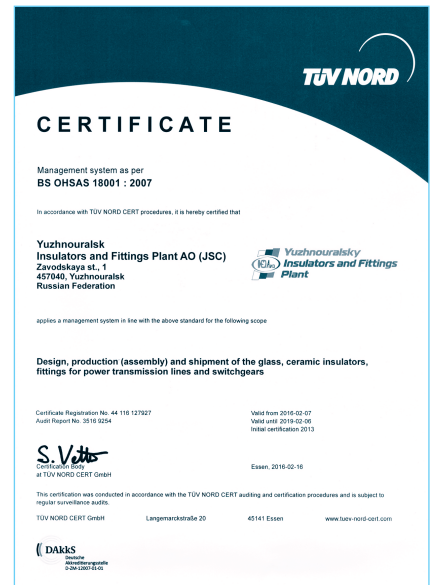 TÜV NORD
CERTIFICATE
Management system as per
BS OHSAS 18001 : 2007
In accordance with TÜV NORD CERT procedures, it is hereby certified that
Yuzhnouralsk
Insulators and Fittings Plant AO (JSC)
Zavodskaya st., 1
457040, Yuzhnouralsk
Russian Federation
Yuzhnouralsky
Insulators and Fittings
Plant
applies a management system in line with the above standard for the following scope
Design, production (assembly) and shipment of the glass, ceramic insulators,
fittings for power transmission lines and switchgears
Certificate Registration No. 44 116 127927
Audit Report No. 3516 9254
Valid from 2016-02-07
Valid until 2019-02-06
Initial certification 2013
S. Vetto
Certification Body
at TÜV NORD CERT GmbH
Essen, 2016-02-16
This certification was conducted in accordance with the TÜV NORD CERT auditing and certification procedures and is subject to
regular surveillance audits.
TÜV NORD CERT GmbH Langemarckstraße 20 45141 Essen www.tuev-nord-cert.com
DAkkS
Deutsche
Akkreditierungsstelle
D-ZM-12007-01-01